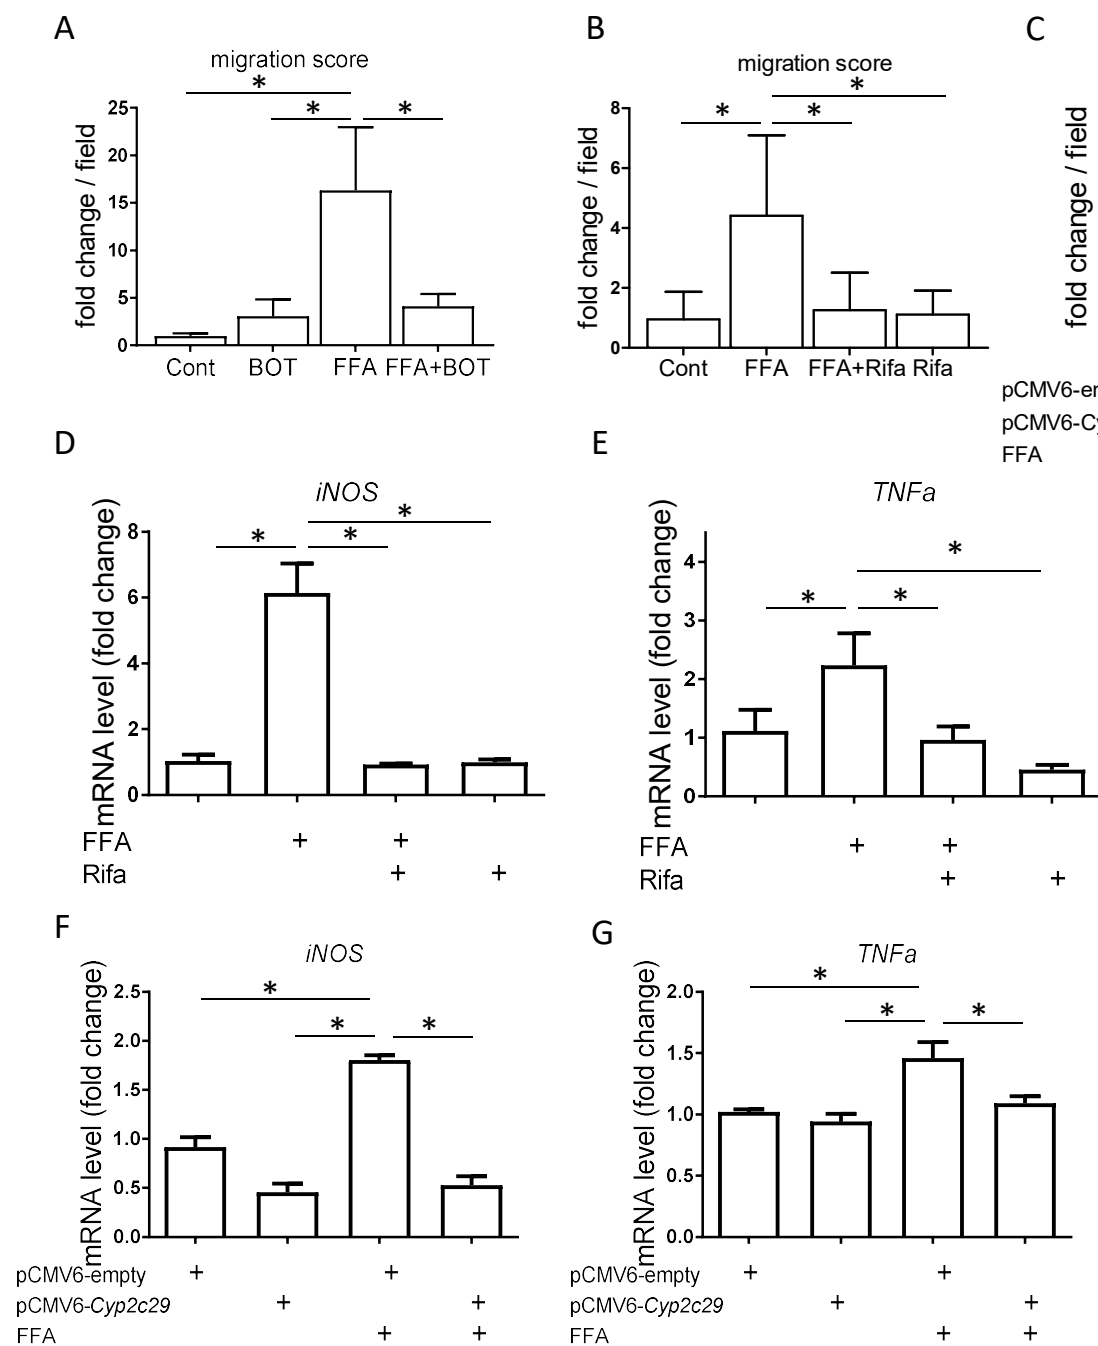 A
migration score
*
* *
fold change / field
25
20
15
10
5
0
Cont BOT FFA FFA+BOT
B
migration score
*
* *
fold change / field
8
6
4
2
0
Cont FFA FFA+Rifa Rifa
C
fold change / field
pCMV6-
pCMV6-
FFA
D
iNOS
*
* *
mRNA level (fold change)
8
6
4
2
0
FFA + +
Rifa + +
E
TNFa
*
* *
mRNA level (fold change)
4
3
2
1
0
FFA + +
Rifa + +
F
iNOS
*
* *
mRNA level (fold change)
2.5
2.0
1.5
1.0
0.5
0.0
pCMV6-empty + +
pCMV6-Cyp2c29 + +
FFA + +
G
TNFa
*
* *
mRNA level (fold change)
2.0
1.5
1.0
0.5
0.0
pCMV6-empty + +
pCMV6-Cyp2c29 + +
FFA + +